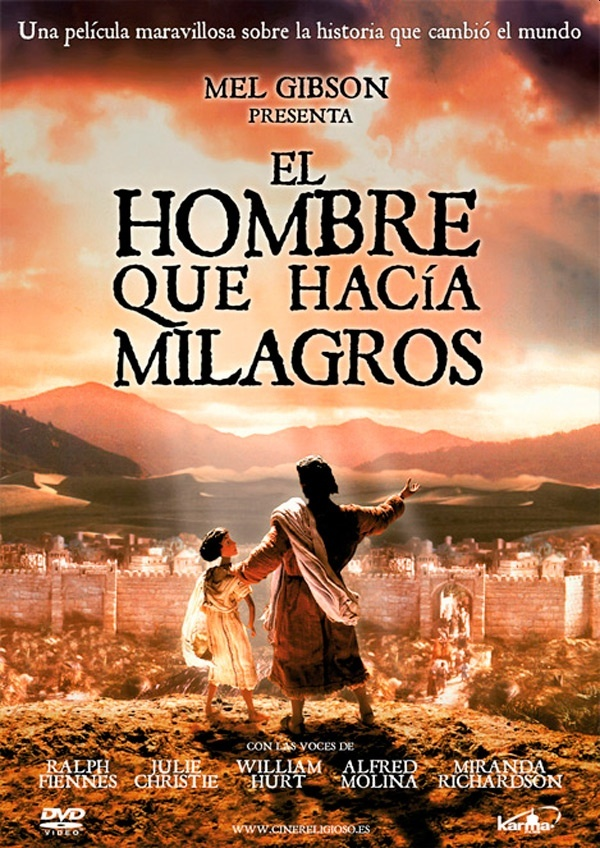 Una película maravillosa sobre la historia que cambió el mundo
MEL GIBSON
PRESENTA
EL
HOMBRE
QUE HACÍA
MILAGROS
CON LAS VOCES DE
RALPH FIENNES
JULIE CHRISTIE
WILLIAM HURT
ALFRED MOLINA
MIRANDA RICHARDSON
DVD
VIDEO
WWW.CINERELIGIOSO.ES
karma